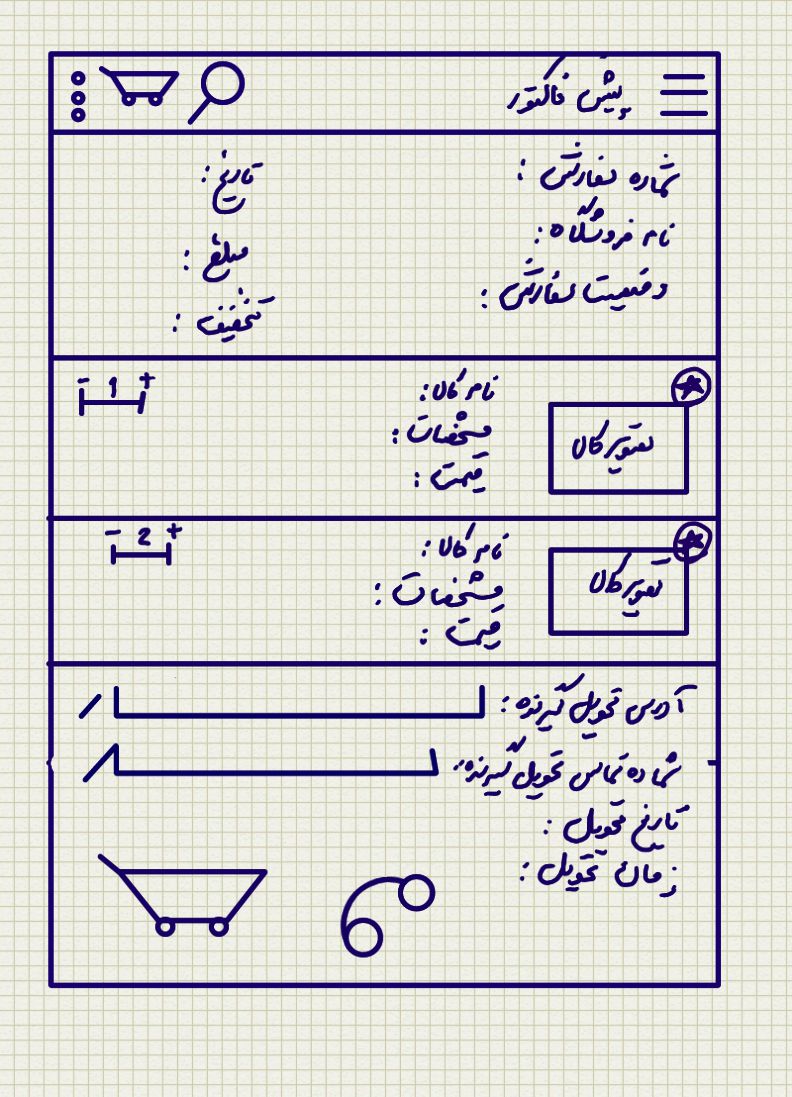 پیش فاکتور
شماره سفارش :
تاریخ :
نام فروشگاه :
مبلغ :
وضعیت سفارش :
تخفیف :
تصویر کالا
نام کالا :
مشخصات :
قیمت :
- 1 +
تصویر کالا
نام کالا :
مشخصات :
قیمت :
- 2 +
آدرس تحویل گیرنده :
شماره تماس تحویل گیرنده :
تاریخ تحویل :
زمان تحویل :